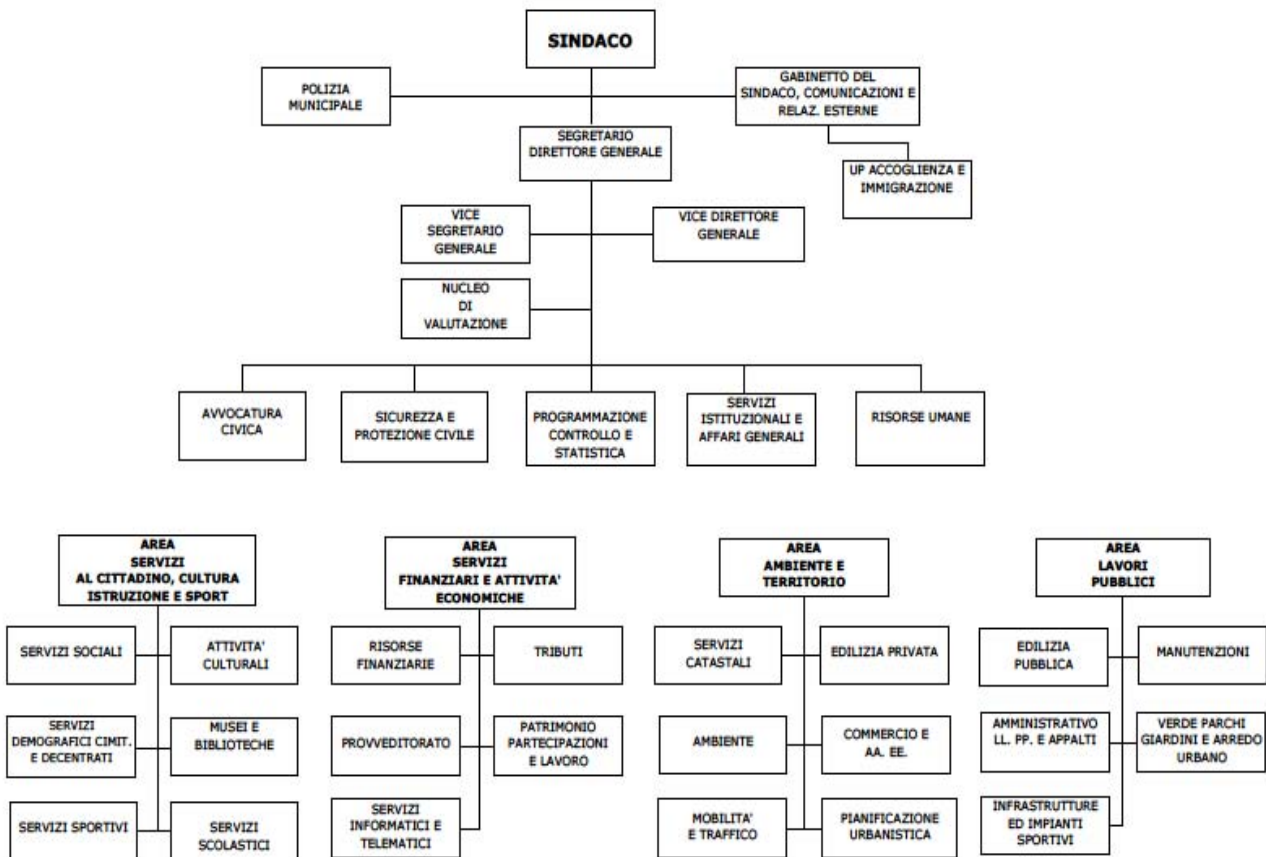 SINDACO
POLIZIA
MUNICIPALE
GABINETTO DEL
SINDACO, COMUNICAZIONI E
RELAZ. ESTERNE
SEGRETARIO
DIRETTORE GENERALE
UP ACCOGLIENZA E
IMMIGRAZIONE
VICE
SEGRETARIO
GENERALE
VICE DIRETTORE
GENERALE
NUCLEO
DI
VALUTAZIONE
AVVOCATURA
CIVICA
SICUREZZA E
PROTEZIONE CIVILE
PROGRAMMAZIONE
CONTROLLO E
STATISTICA
SERVIZI
ISTITUZIONALI E
AFFARI GENERALI
RISORSE UMANE
AREA
SERVIZI
AL CITTADINO, CULTURA
ISTRUZIONE E SPORT
SERVIZI SOCIALI
ATTIVITA'
CULTURALI
SERVIZI
DEMOGRAFICI CIMIT.
E DECENTRATI
MUSEI E
BIBLIOTECHE
SERVIZI SPORTIVI
SERVIZI
SCOLASTICI
AREA
SERVIZI
FINANZIARI E ATTIVITA'
ECONOMICHE
RISORSE
FINANZIARIE
TRIBUTI
PROVVEDITORATO
PATRIMONIO
PARTECIPAZIONI
E LAVORO
SERVIZI
INFORMATICI E
TELEMATICI
AREA
AMBIENTE E
TERRITORIO
SERVIZI
CATASTALI
EDILIZIA PRIVATA
AMBIENTE
COMMERCIO E
AA. EE.
MOBILITA'
E TRAFFICO
PIANIFICAZIONE
URBANISTICA
AREA
LAVORI
PUBBLICI
EDILIZIA
PUBBLICA
MANUTENZIONI
AMMINISTRATIVO
LL. PP. E APPALTI
VERDE PARCHI
GIARDINI E ARREDO
URBANO
INFRASTRUTTURE
ED IMPIANTI
SPORTIVI